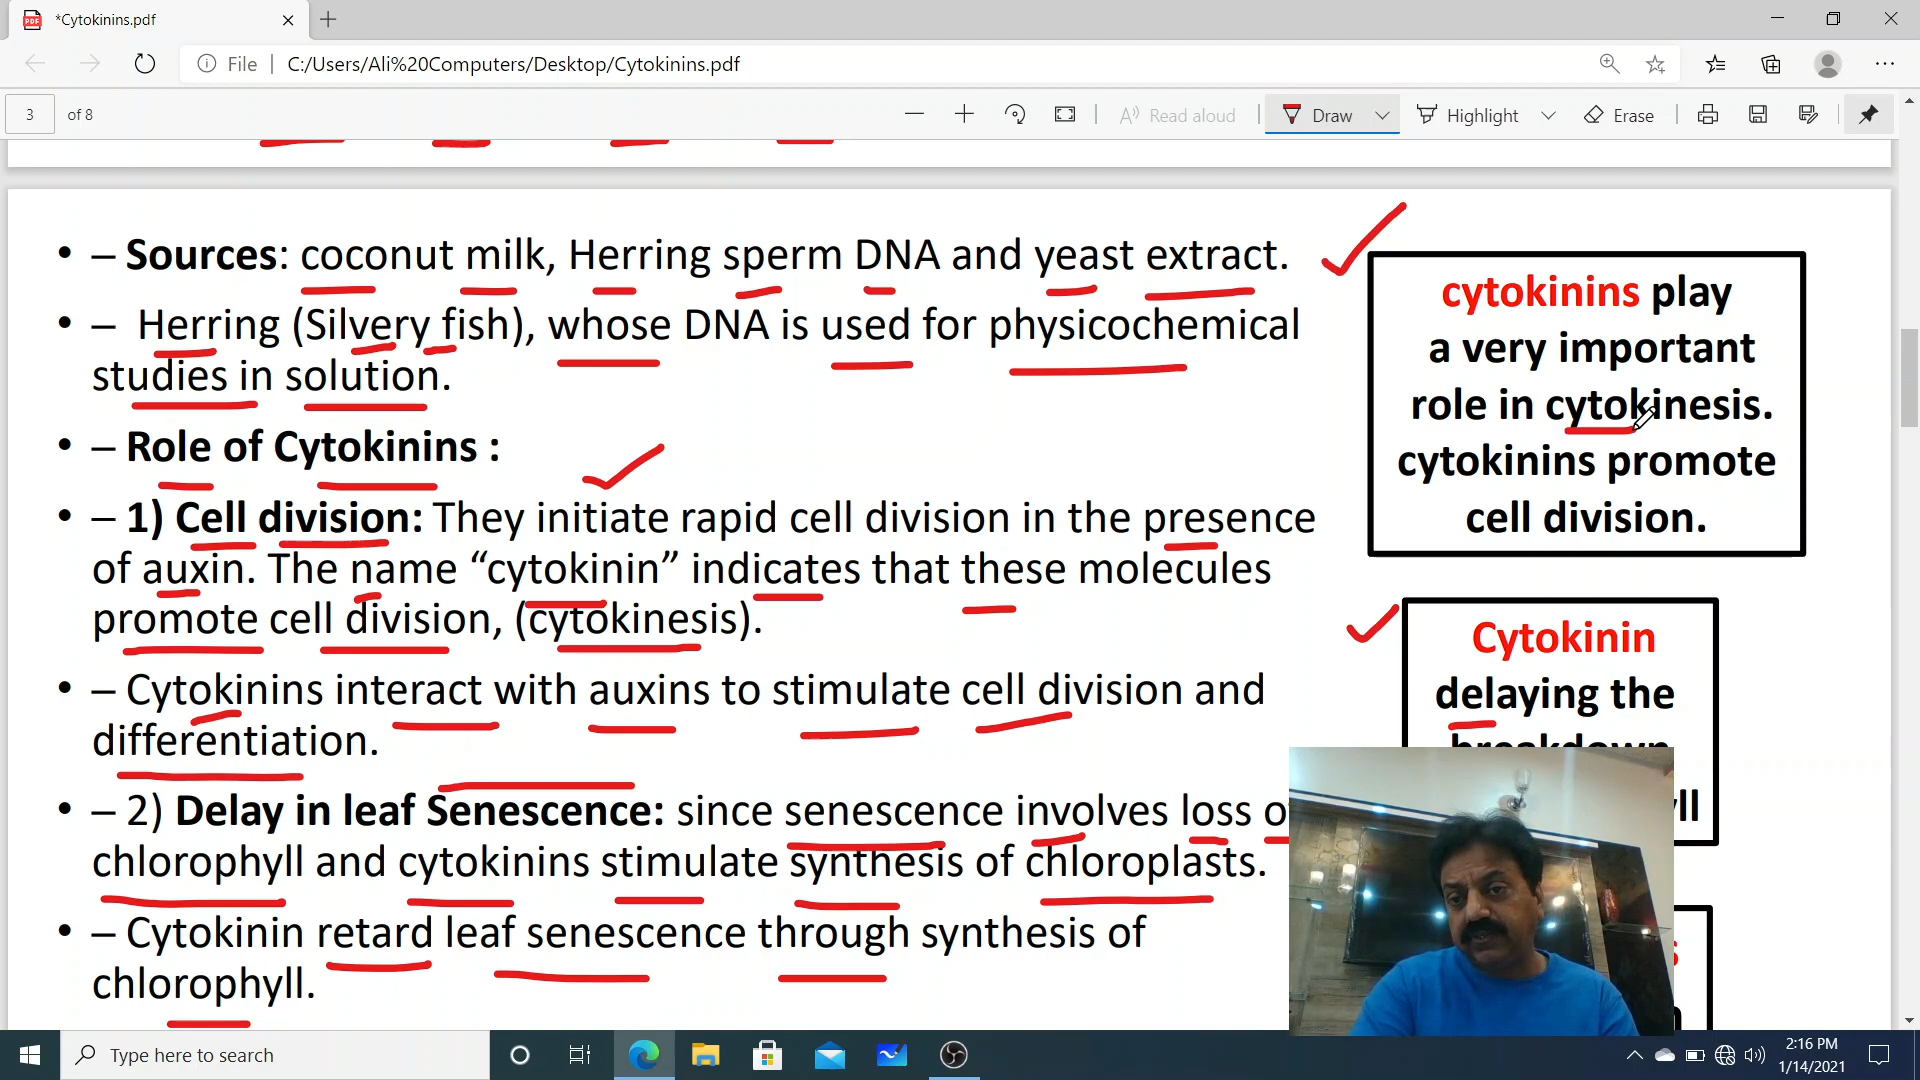 *Cytokinins.pdf
File
C:/Users/Ali%20Computers/Desktop/Cytokinins.pdf
3 of 8
Read aloud
Draw
Highlight
Erase
• – Sources: coconut milk, Herring sperm DNA and yeast extract.
• – Herring (Silvery fish), whose DNA is used for physicochemical
studies in solution.
• – Role of Cytokinins :
• – 1) Cell division: They initiate rapid cell division in the presence
of auxin. The name “cytokinin” indicates that these molecules
promote cell division, (cytokinesis).
• – Cytokinins interact with auxins to stimulate cell division and
differentiation.
• – 2) Delay in leaf Senescence: since senescence involves loss
chlorophyll and cytokinins stimulate synthesis of chloroplasts.
• – Cytokinin retard leaf senescence through synthesis of
chlorophyll.
cytokinins play
a very important
role in cytokinesis.
cytokinins promote
cell division.
Cytokinin
delaying the
breakdown
Type here to search
2:16 PM
1/14/2021